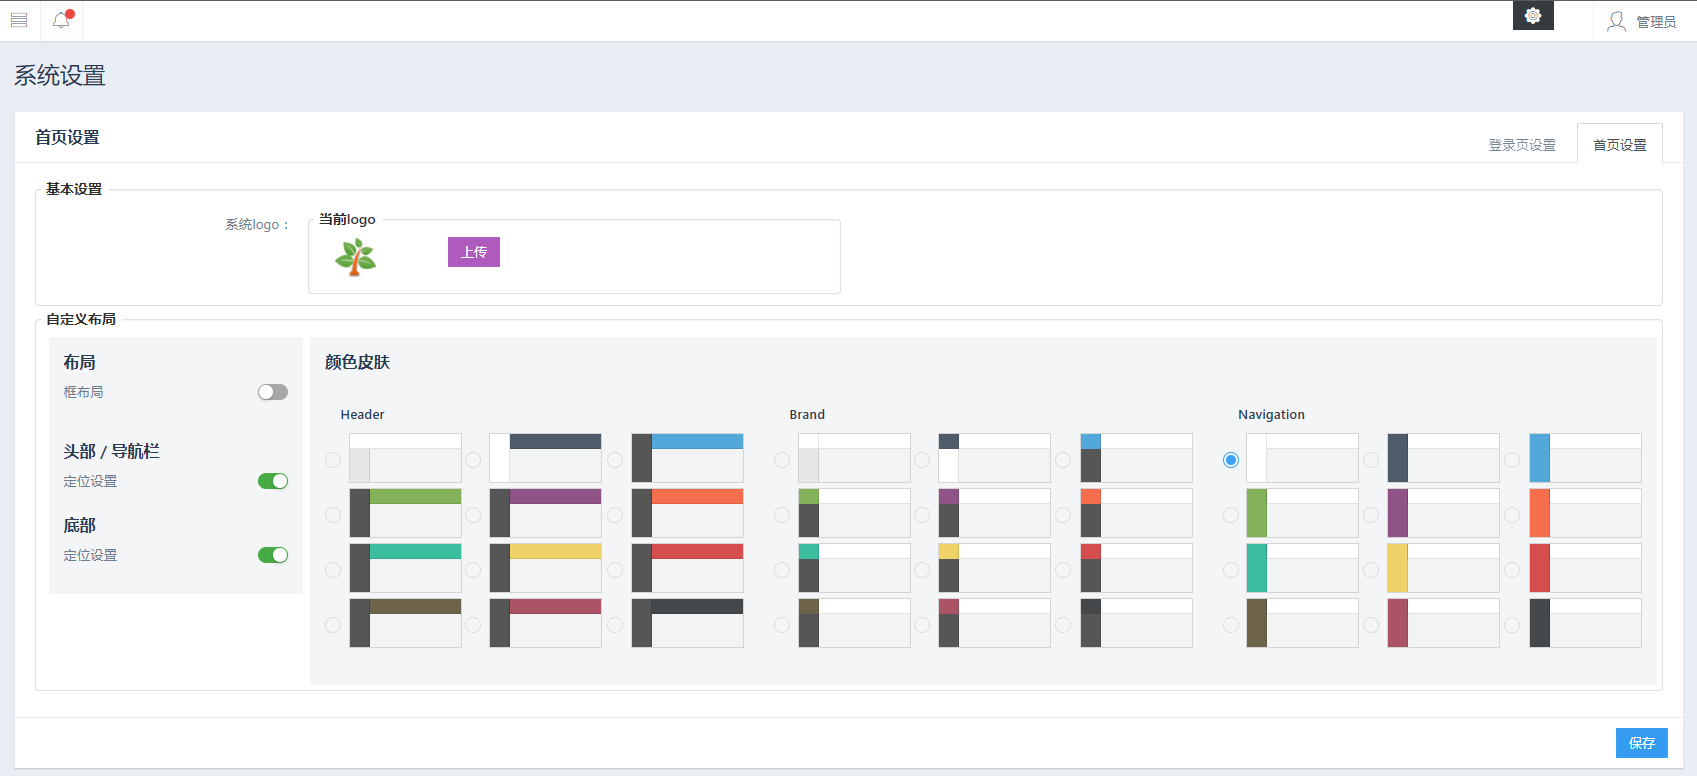 管理员
系统设置
首页设置
登录页设置
首页设置
基本设置
系统logo：
当前logo
上传
自定义布局
布局
框布局
头部 / 导航栏
定位设置
底部
定位设置
颜色皮肤
Header
Brand
Navigation
保存